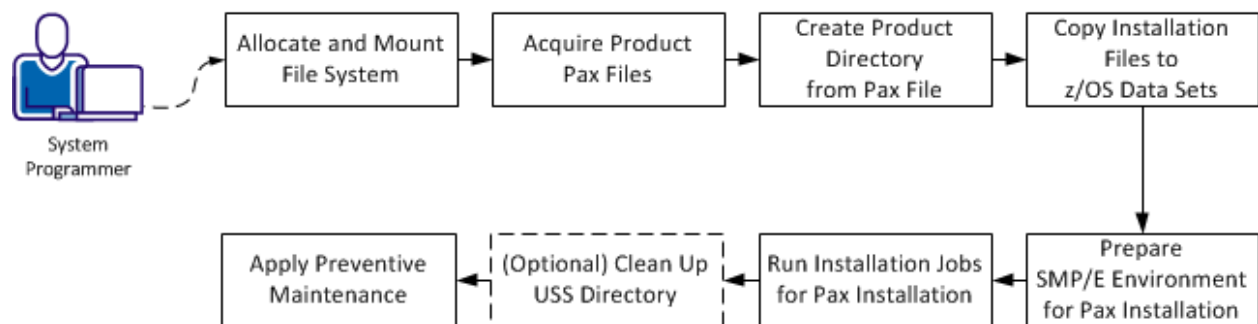 Allocate and Mount
File System
Acquire Product
Pax Files
Create Product
Directory
from Pax File
Copy Installation
Files to
z/OS Data Sets
System
Programmer
Apply Preventive
Maintenance
(Optional) Clean Up
USS Directory
Run Installation Jobs
for Pax Installation
Prepare
SMP/E Environment
for Pax Installation